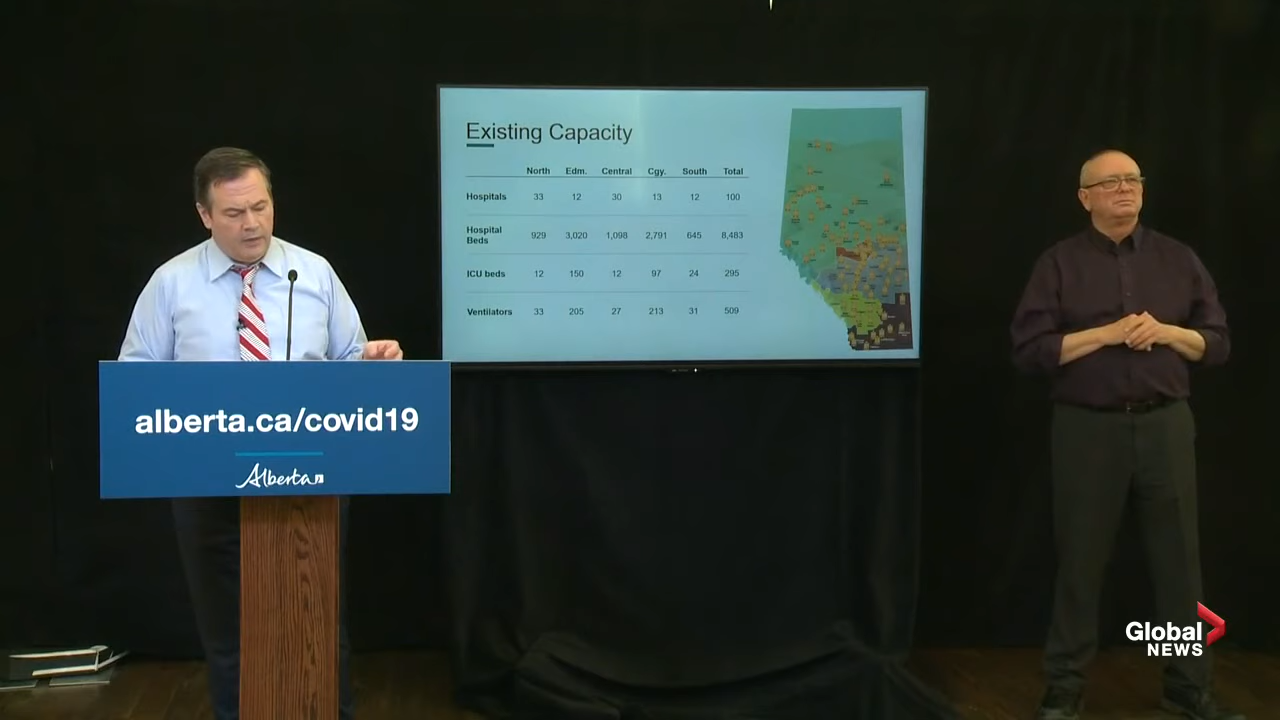 Existing Capacity
North Edm. Central Cgy. South Total
Hospitals 33 12 30 13 12 100
Hospital
Beds 929 3,020 1,098 2,791 645 8,483
ICU beds 12 150 12 97 24 295
Ventilators 33 205 27 213 31 509
alberta.ca/covid19
Alberta
Global
NEWS